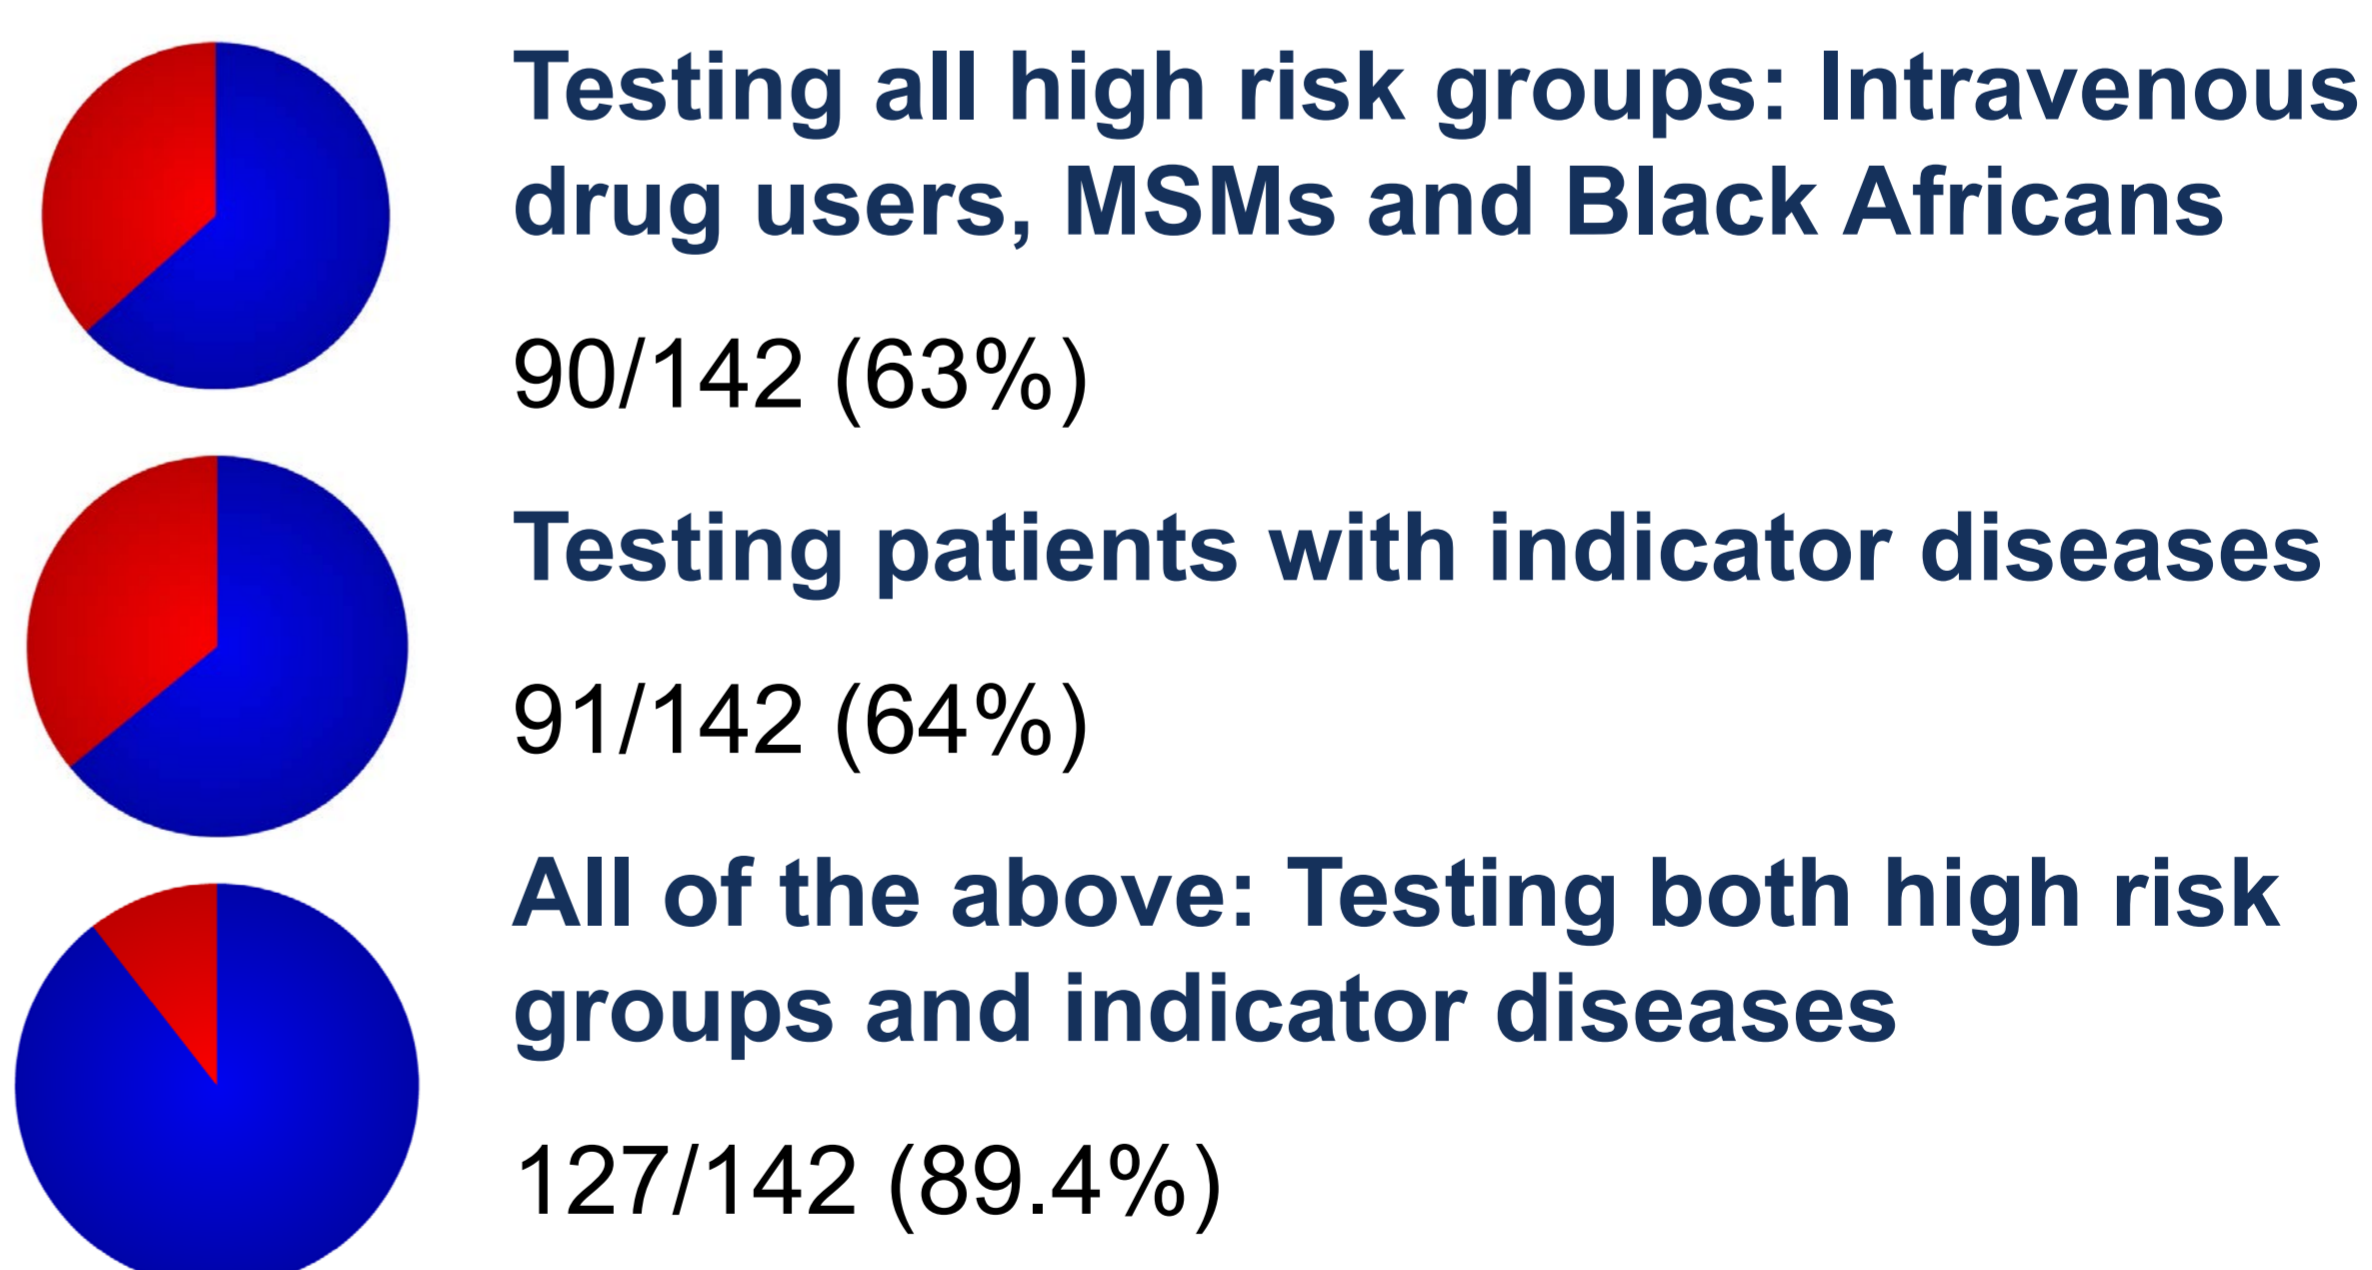 Testing all high risk groups: Intravenous
drug users, MSMs and Black Africans
90/142 (63%)
Testing patients with indicator diseases
91/142 (64%)
All of the above: Testing both high risk
groups and indicator diseases
127/142 (89.4%)